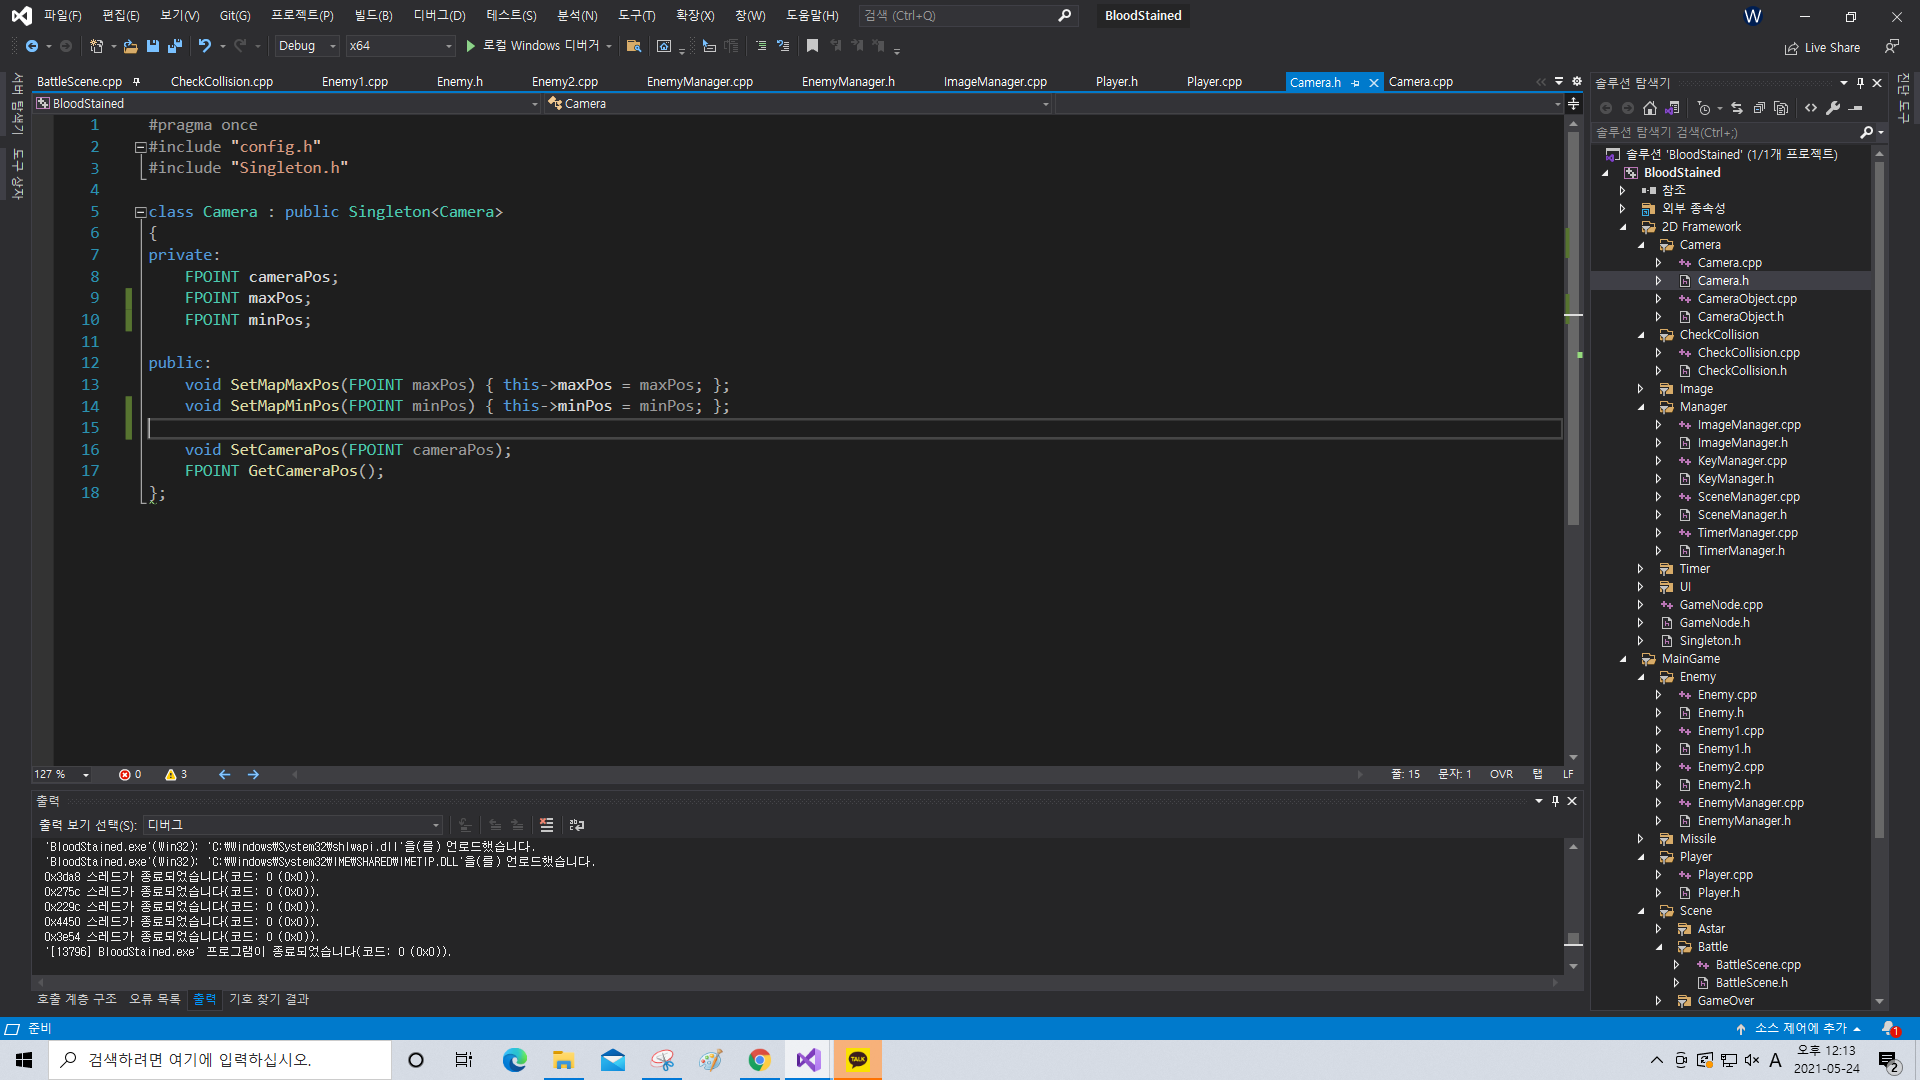 파일(F) 편집(E) 보기(V) Git(G) 프로젝트(P) 빌드(B) 디버그(D) 테스트(S) 분석(N) 도구(T) 확장(X) 창(W) 도움말(H) 검색 (Ctrl+Q) BloodStained W
Debug x64 로컬 Windows 디버거 Live Share
서버 탐색기
도구 상자
BattleScene.cpp CheckCollision.cpp Enemy1.cpp Enemy.h Enemy2.cpp EnemyManager.cpp EnemyManager.h ImageManager.cpp Player.h Player.cpp Camera.h Camera.cpp
BloodStained Camera
1 #pragma once
2 #include "config.h"
3 #include "Singleton.h"
4
5 class Camera : public Singleton<Camera>
6 {
7 private:
8 FPOINT cameraPos;
9 FPOINT maxPos;
10 FPOINT minPos;
11
12 public:
13 void SetMapMaxPos(FPOINT maxPos) { this->maxPos = maxPos; };
14 void SetMapMinPos(FPOINT minPos) { this->minPos = minPos; };
15
16 void SetCameraPos(FPOINT cameraPos);
17 FPOINT GetCameraPos();
18 };
127 % 0 3 줄: 15 문자: 1 OVR 탭 LF
출력
출력 보기 선택(S): 디버그
'BloodStained.exe'(Win32): 'C:₩Windows₩System32₩shlwapi.dll'을(를) 언로드했습니다.
'BloodStained.exe'(Win32): 'C:₩Windows₩System32₩IME₩SHARED₩IMETIP.DLL'을(를) 언로드했습니다.
0x3da8 스레드가 종료되었습니다(코드: 0 (0x0)).
0x275c 스레드가 종료되었습니다(코드: 0 (0x0)).
0x229c 스레드가 종료되었습니다(코드: 0 (0x0)).
0x4450 스레드가 종료되었습니다(코드: 0 (0x0)).
0x3e54 스레드가 종료되었습니다(코드: 0 (0x0)).
'[13796] BloodStained.exe' 프로그램이 종료되었습니다(코드: 0 (0x0)).
호출 계층 구조 오류 목록 출력 기호 찾기 결과
솔루션 탐색기
솔루션 탐색기 검색(Ctrl+;)
솔루션 'BloodStained' (1/1개 프로젝트)
BloodStained
참조
외부 종속성
2D Framework
Camera
Camera.cpp
Camera.h
CameraObject.cpp
CameraObject.h
CheckCollision
CheckCollision.cpp
CheckCollision.h
Image
Manager
ImageManager.cpp
ImageManager.h
KeyManager.cpp
KeyManager.h
SceneManager.cpp
SceneManager.h
TimerManager.cpp
TimerManager.h
Timer
UI
GameNode.cpp
GameNode.h
Singleton.h
MainGame
Enemy
Enemy.cpp
Enemy.h
Enemy1.cpp
Enemy1.h
Enemy2.cpp
Enemy2.h
EnemyManager.cpp
EnemyManager.h
Missile
Player
Player.cpp
Player.h
Scene
Astar
Battle
BattleScene.cpp
BattleScene.h
GameOver
진단 도구
준비 소스 제어에 추가 1
검색하려면 여기에 입력하십시오. TALK A 오후 12:13
2021-05-24 2